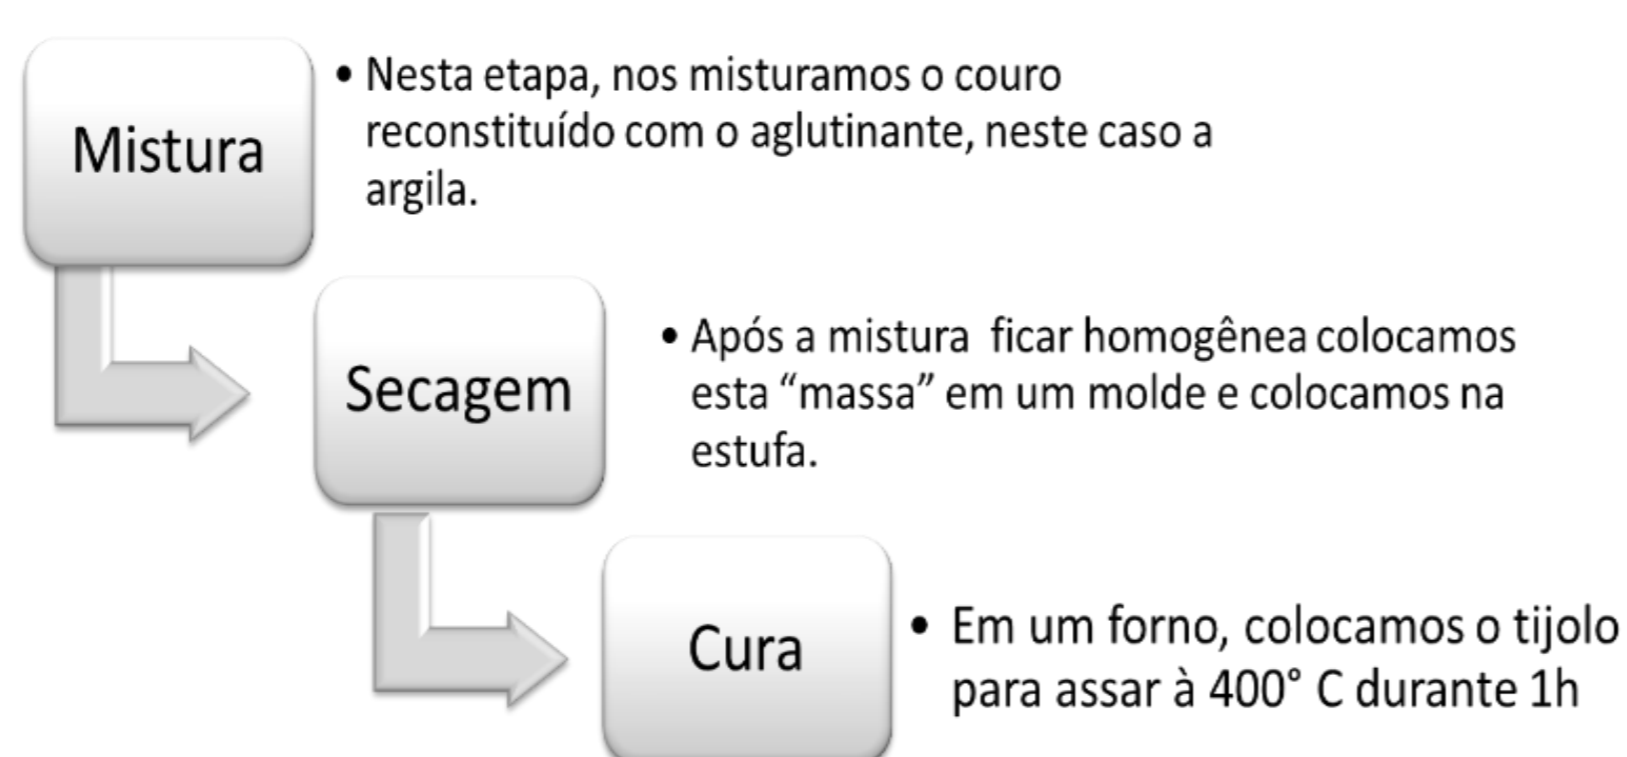 Mistura
• Nesta etapa, nos misturamos o couro
reconstituído com o aglutinante, neste caso a
argila.
Secagem
• Após a mistura ficar homogênea colocamos
esta “massa” em um molde e colocamos na
estufa.
Cura
• Em um forno, colocamos o tijolo
para assar à 400° C durante 1h